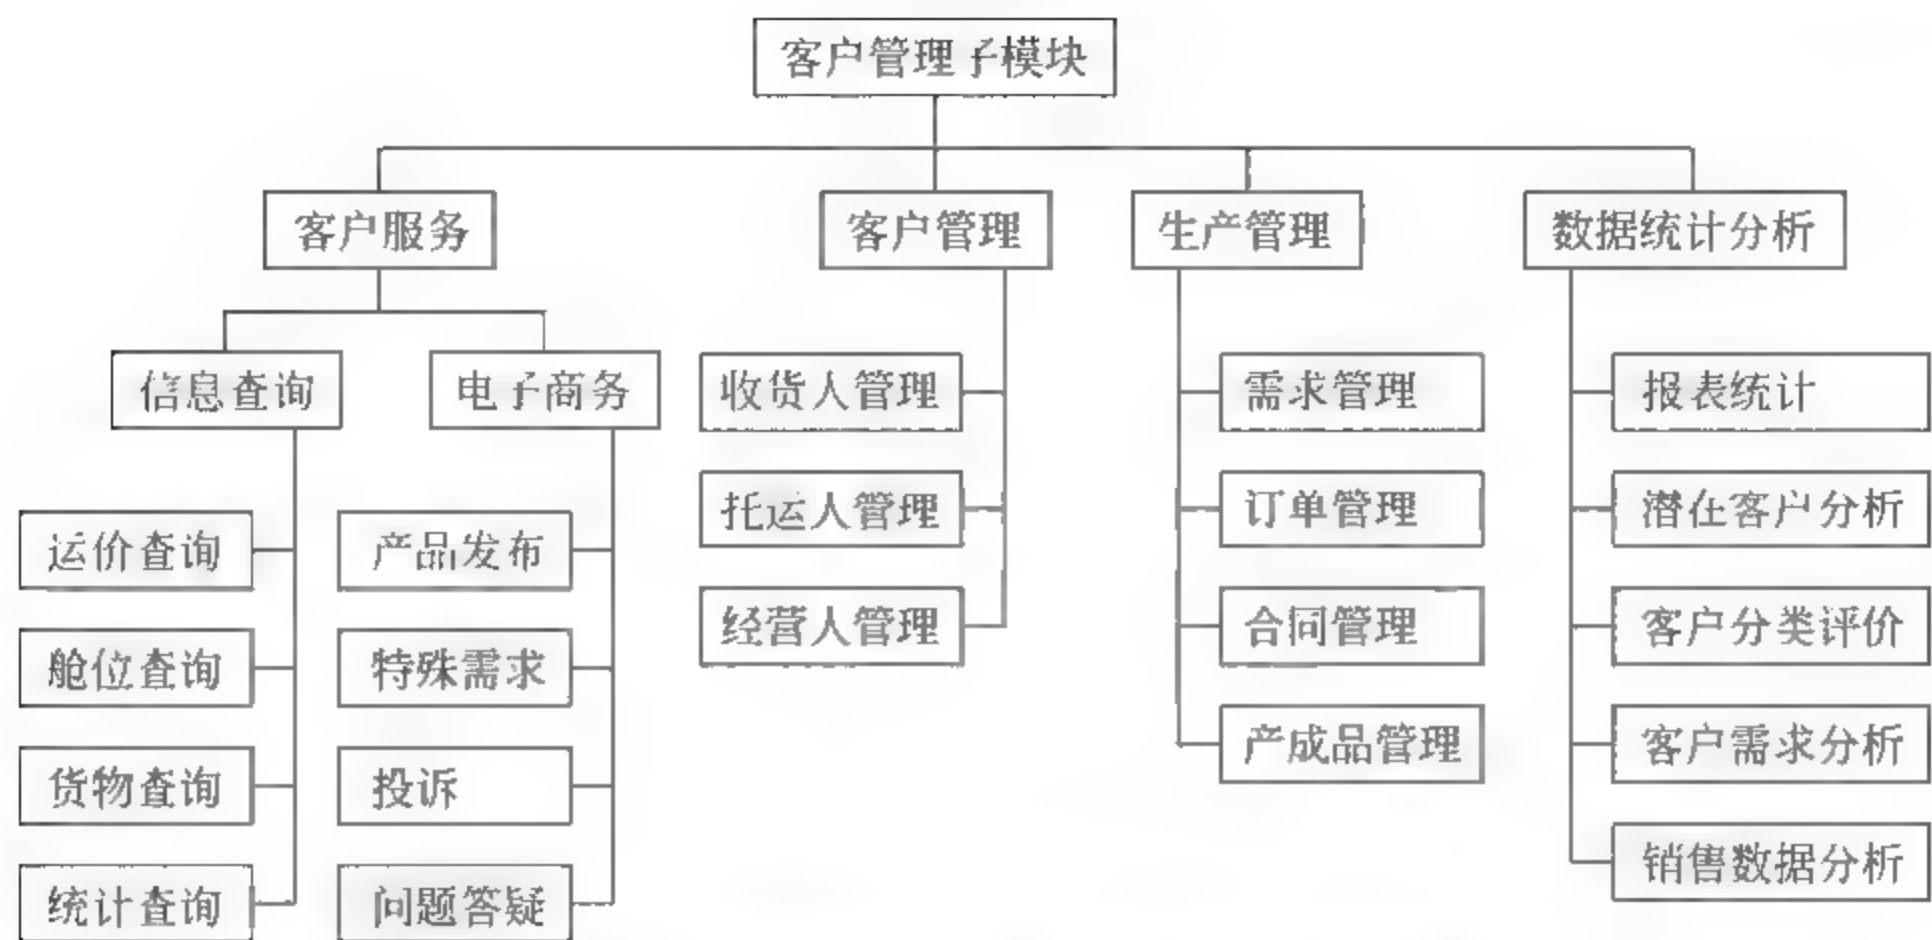 客户管理子模块
客户服务
客户管理
生产管理
数据统计分析
信息查询
电子商务
收货人管理
需求管理
报表统计
托运人管理
订单管理
潜在客户分析
运价查询
产品发布
经营人管理
合同管理
客户分类评价
舱位查询
特殊需求
产成品管理
客户需求分析
货物查询
投诉
销售数据分析
统计查询
问题答疑